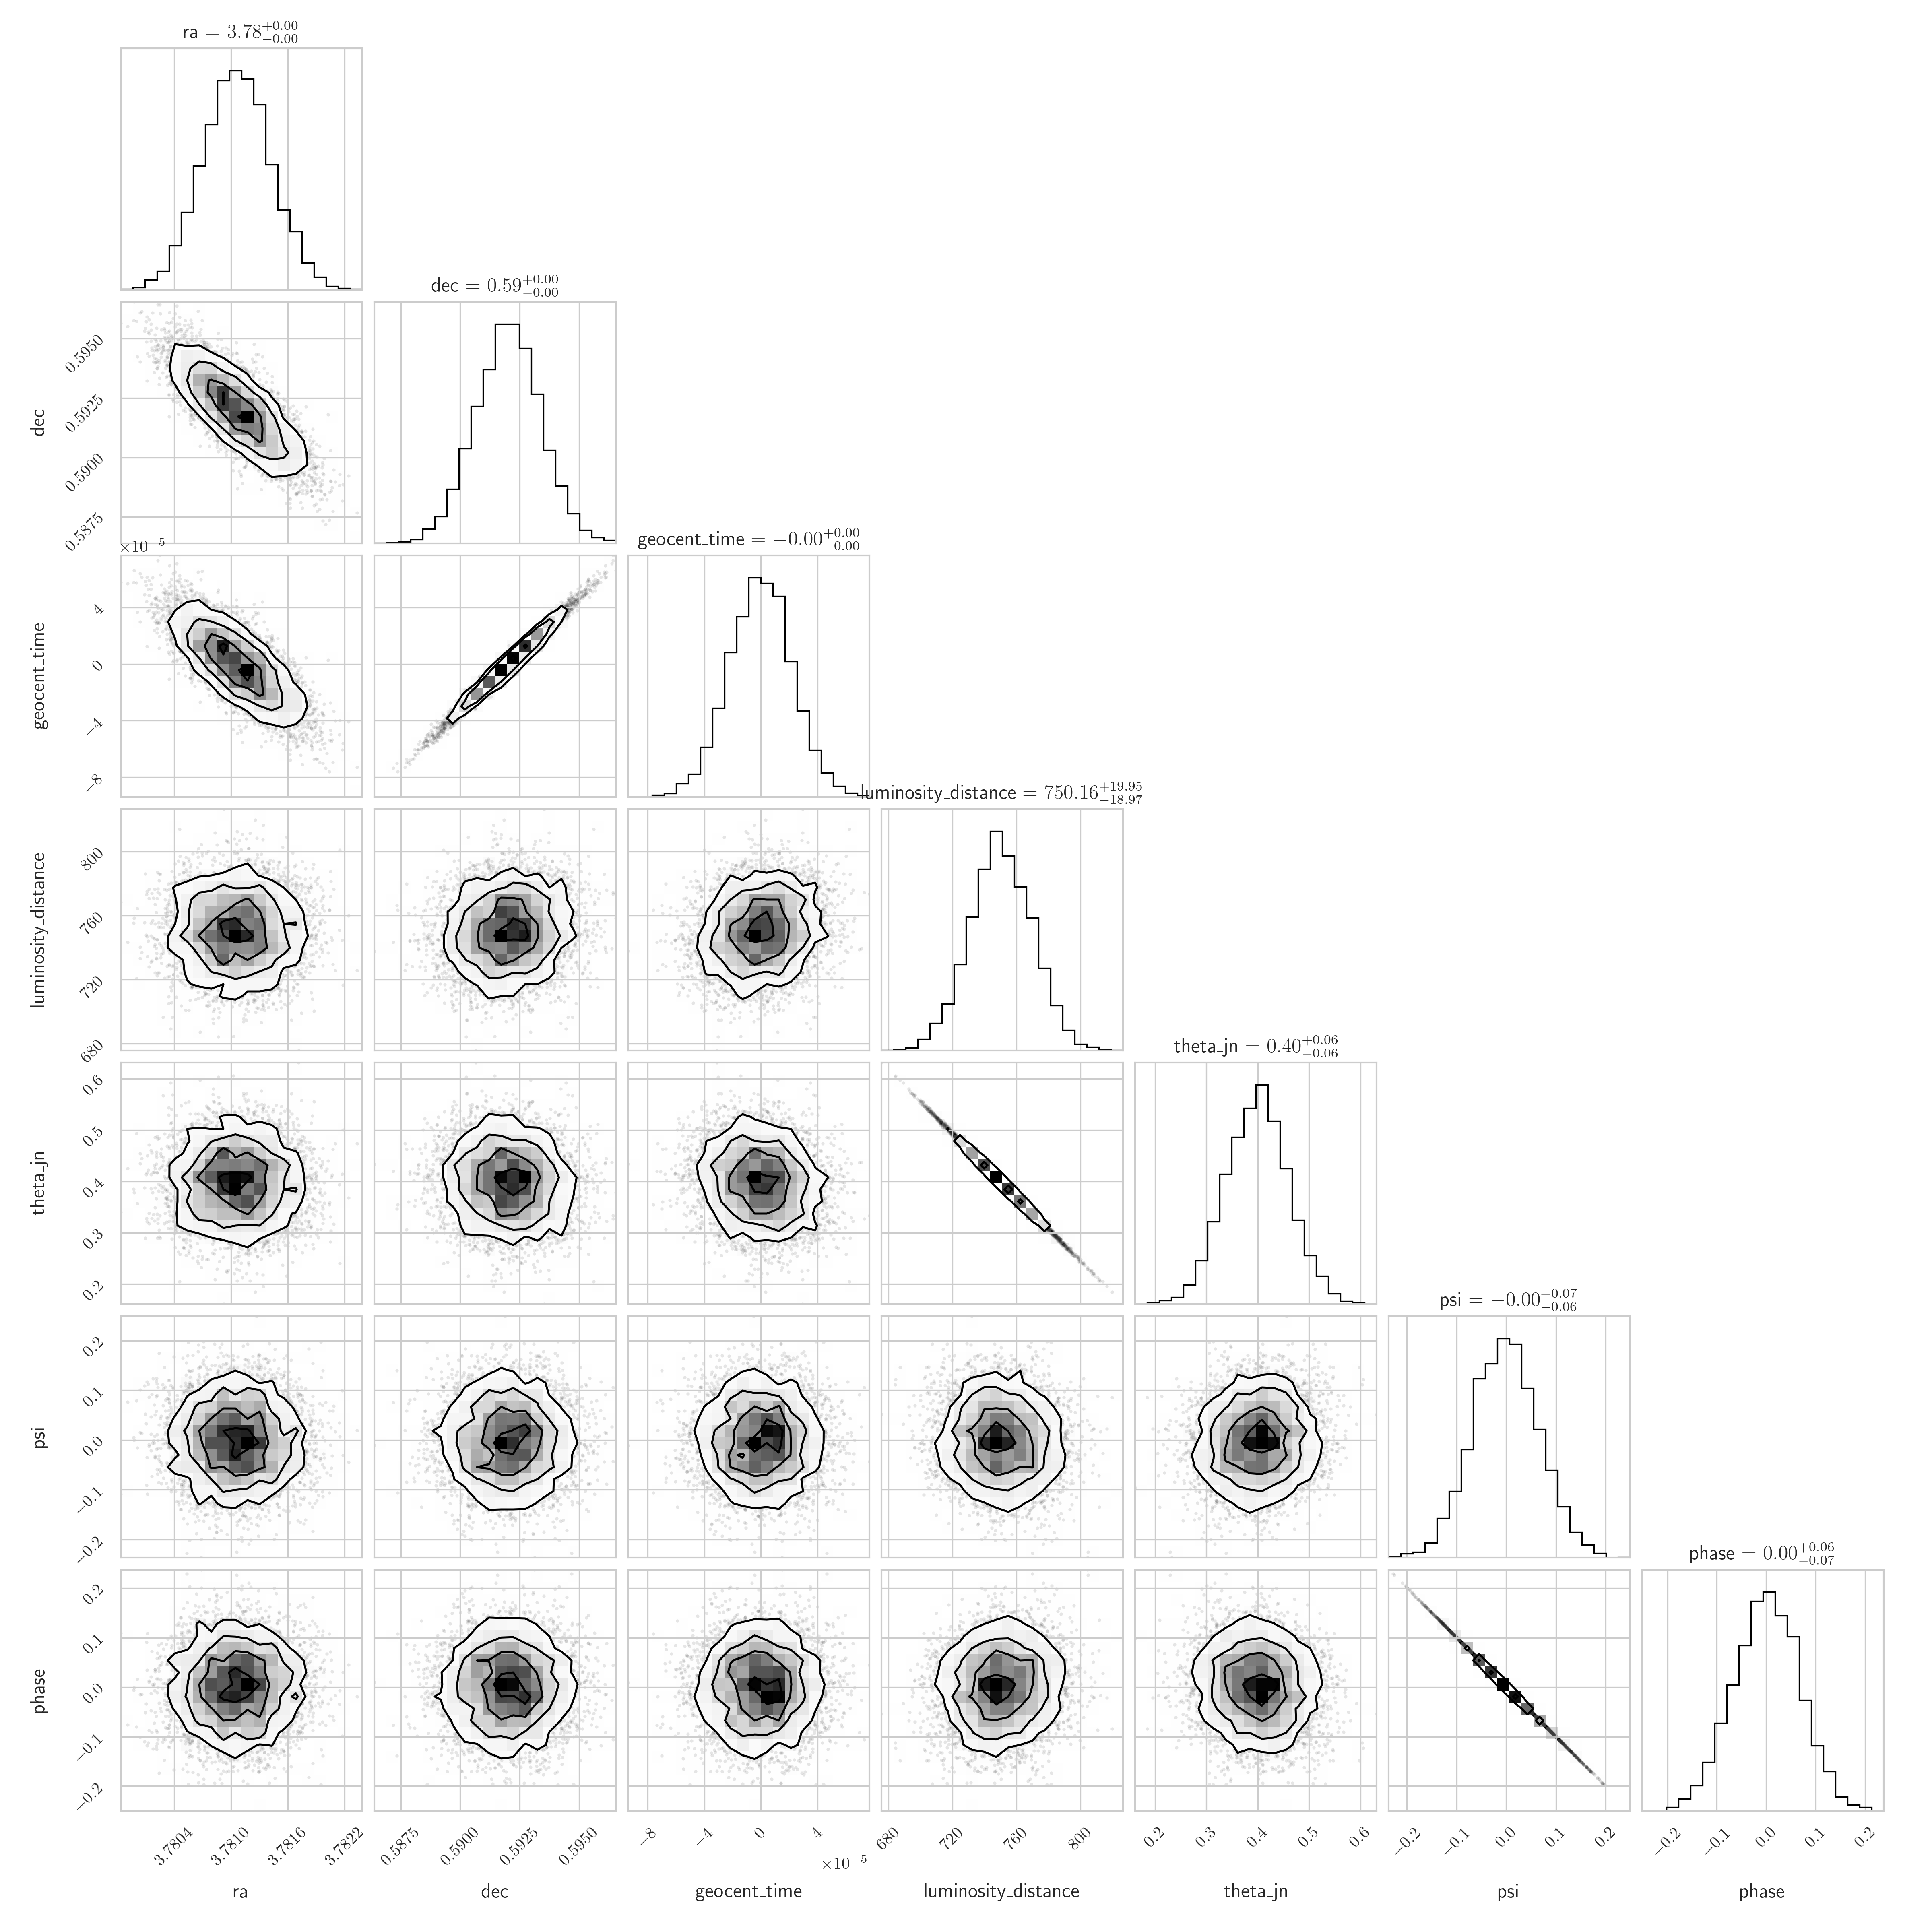 ra = 3.78+0.00−0.00
dec = 0.59+0.00−0.00
dec
0.5950
0.5925
0.5900
0.5875
×10−5
geocent_time = −0.00+0.00−0.00
geocent_time
4
0
−4
−8
luminosity_distance = 750.16+19.95−18.97
luminosity_distance
800
760
720
680
theta_jn = 0.40+0.06−0.06
theta_jn
0.6
0.5
0.4
0.3
0.2
psi = −0.00+0.07−0.06
psi
0.2
0.1
0.0
−0.1
−0.2
phase = 0.00+0.06−0.07
phase
0.2
0.1
0.0
−0.1
−0.2
3.7804 3.7810 3.7816 3.7822 0.5875 0.5900 0.5925 0.5950 −8 −4 0 4 680 720 760 800 0.2 0.3 0.4 0.5 0.6 −0.2 −0.1 0.0 0.1 0.2 −0.2 −0.1 0.0 0.1 0.2
×10−5
ra dec geocent_time luminosity_distance theta_jn psi phase